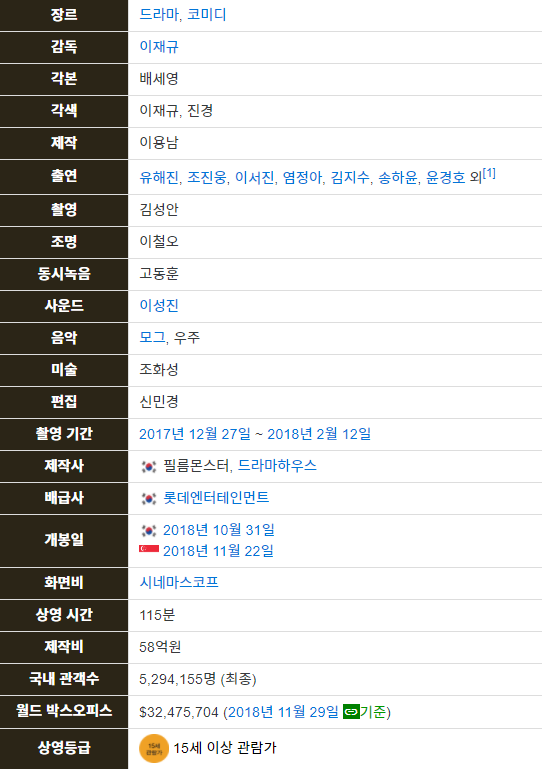 장르 드라마, 코미디
감독 이재규
각본 배세영
각색 이재규, 진경
제작 이용남
출연 유해진, 조진웅, 이서진, 염정아, 김지수, 송하윤, 윤경호 외[1]
촬영 김성안
조명 이철오
동시녹음 고동훈
사운드 이성진
음악 모그, 우주
미술 조화성
편집 신민경
촬영 기간 2017년 12월 27일 ~ 2018년 2월 12일
제작사 필름몬스터, 드라마하우스
배급사 롯데엔터테인먼트
개봉일 2018년 10월 31일
2018년 11월 22일
화면비 시네마스코프
상영 시간 115분
제작비 58억원
국내 관객수 5,294,155명 (최종)
월드 박스오피스 $32,475,704 (2018년 11월 29일 기준)
상영등급 15세 관람가 15세 이상 관람가